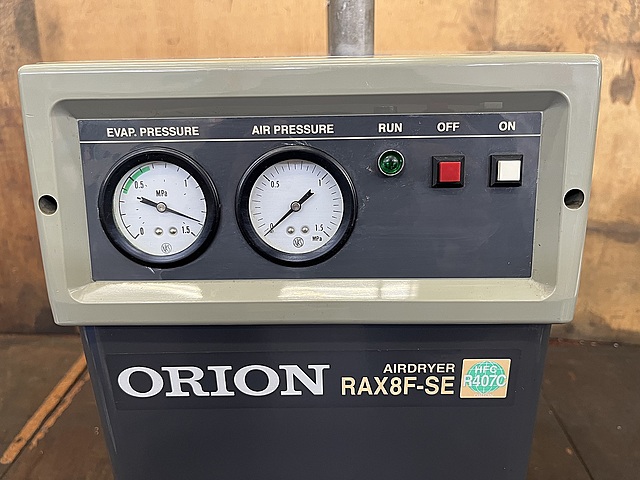 EVAP. PRESSURE
AIR PRESSURE
RUN
OFF
ON
0.5
1
MPa
0
1.5
0.5
1
0
1.5
MPa
ORION
AIRDRYER
RAX8F-SE
HFC
R407C